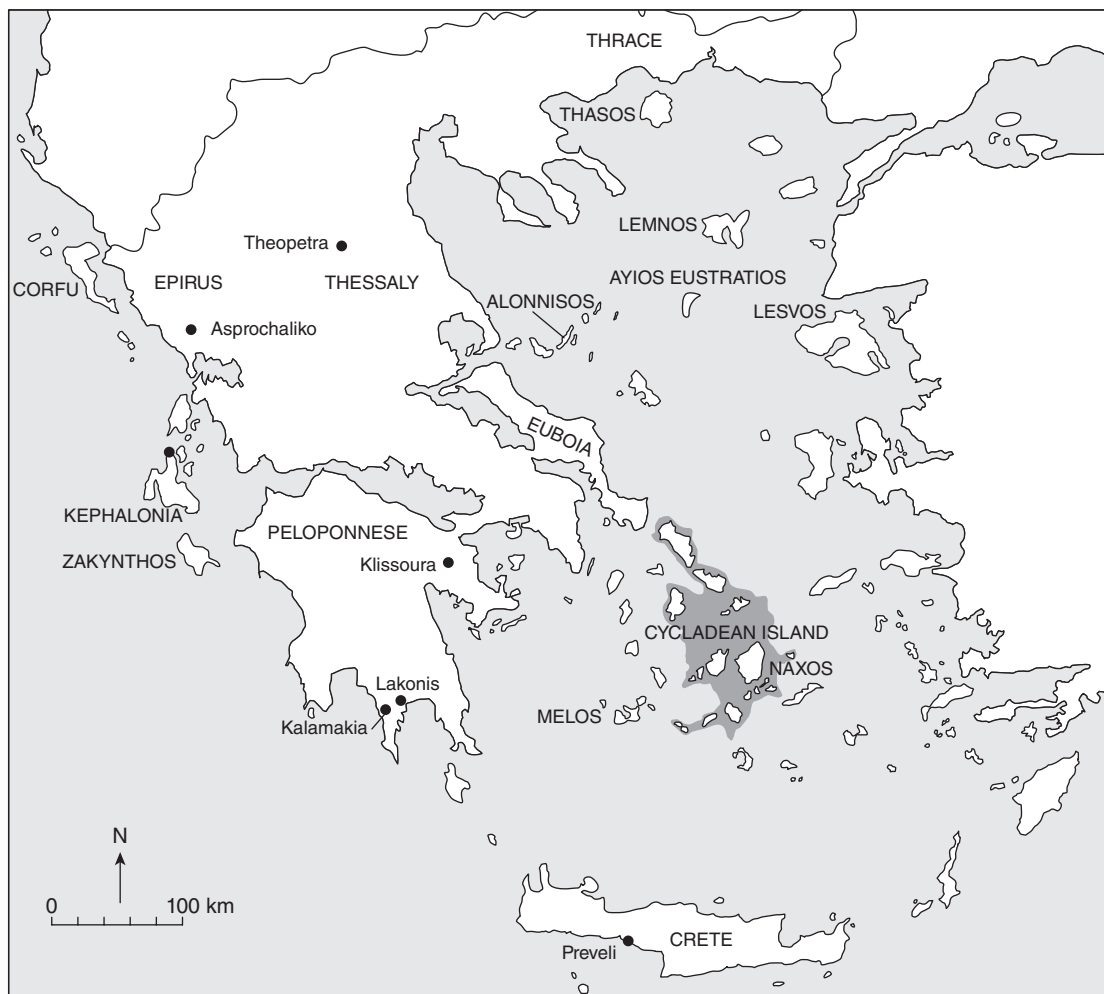 THRACE
THASOS
LEMNOS
Theopetra
CORFU
EPIRUS
THESSALY
AYIOS EUSTRATIOS
ALONNISOS
LESVOS
Asprochaliko
EUBOIA
KEPHALONIA
PELOPONNESE
ZAKYNTHOS
Klissoura
CYCLADEAN ISLAND
NAXOS
Lakonis
MELOS
Kalamakia
N
0 100 km
CRETE
Preveli